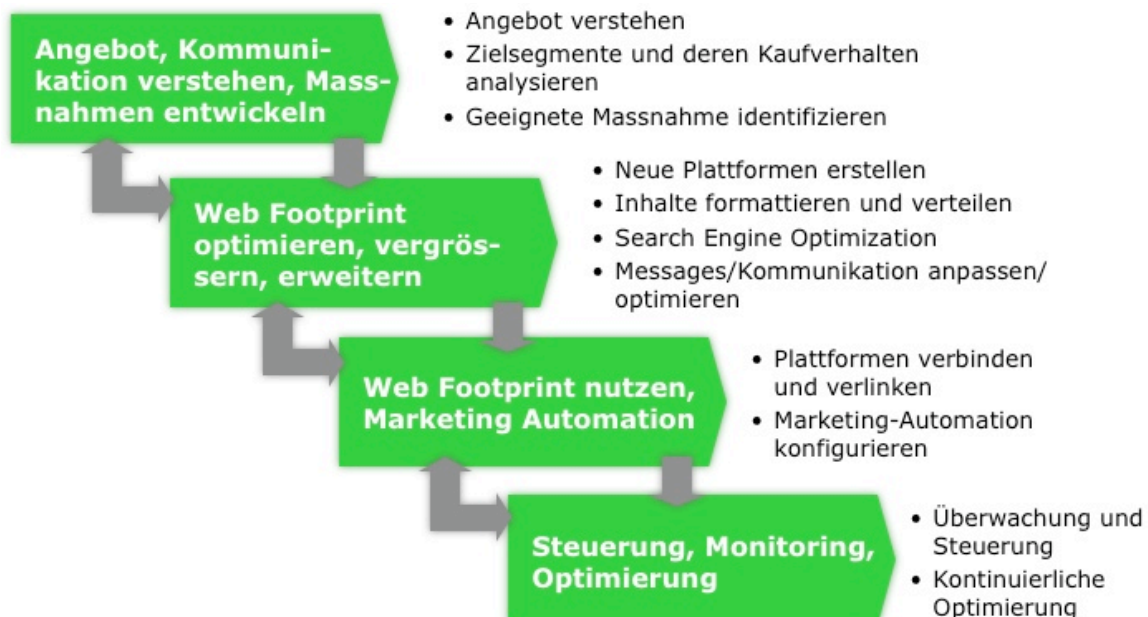 Angebot, Kommuni-
kation verstehen, Mass-
nahmen entwickeln
• Angebot verstehen
• Zielsegmente und deren Kaufverhalten
analysieren
• Geeignete Massnahme identifizieren
Web Footprint
optimieren, vergrös-
sern, erweitern
• Neue Plattformen erstellen
• Inhalte formattieren und verteilen
• Search Engine Optimization
• Messages/Kommunikation anpassen/
optimieren
Web Footprint nutzen,
Marketing Automation
• Plattformen verbinden
und verlinken
• Marketing-Automation
konfigurieren
Steuerung, Monitoring,
Optimierung
• Überwachung und
Steuerung
• Kontinuierliche
Optimierung